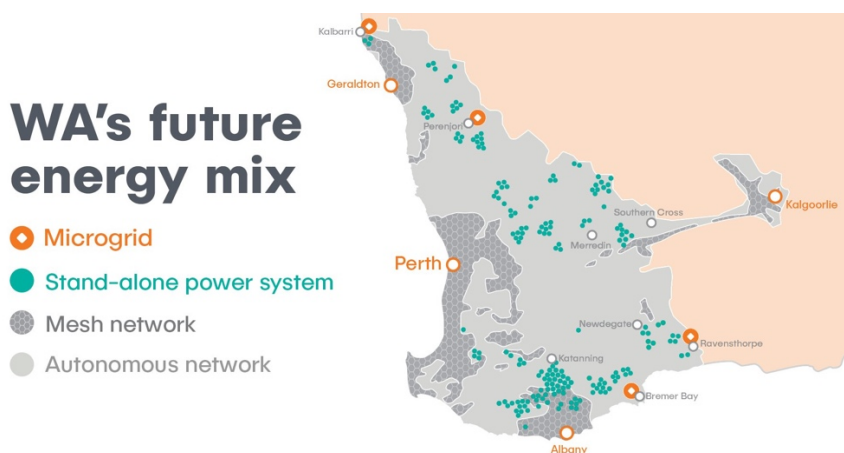 WA's future
energy mix
Microgrid
Stand-alone power system
Mesh network
Autonomous network
Kalbarri
Geraldton
Perenjori
Southern Cross
Kalgoorlie
Merredin
Perth
Newdegate
Ravensthorpe
Katanning
Bremer Bay
Albany